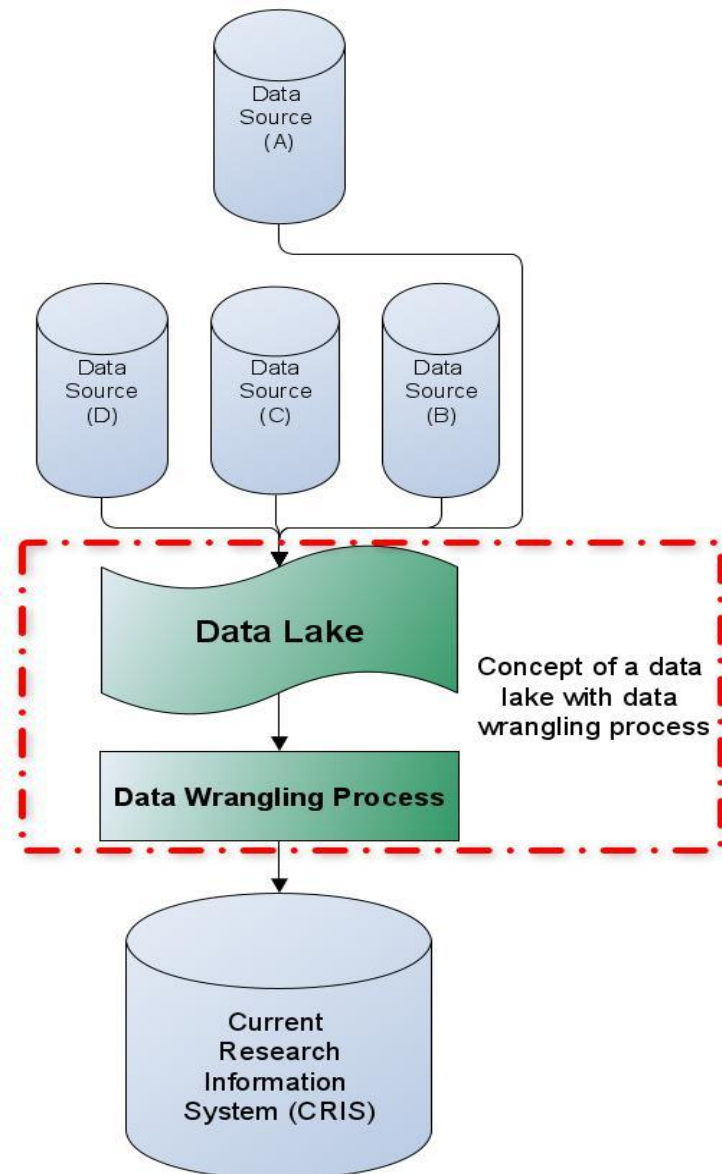 Data
Source
(A)
Data
Source
(D)
Data
Source
(C)
Data
Source
(B)
Data Lake
Concept of a data
lake with data
wrangling process
Data Wrangling Process
Current
Research
Information
System (CRIS)